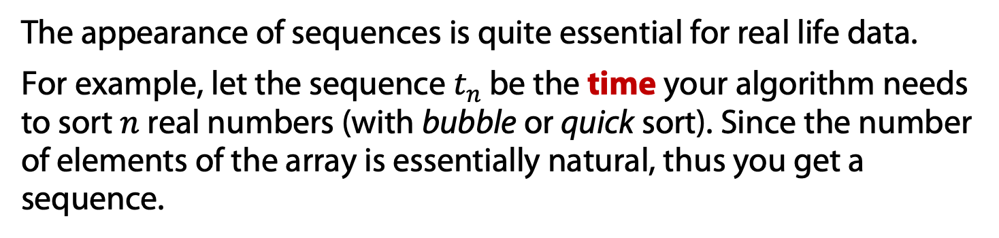 The appearance of sequences is quite essential for real life data.
For example, let the sequence tₙ be the time your algorithm needs
to sort n real numbers (with bubble or quick sort). Since the number
of elements of the array is essentially natural, thus you get a
sequence.